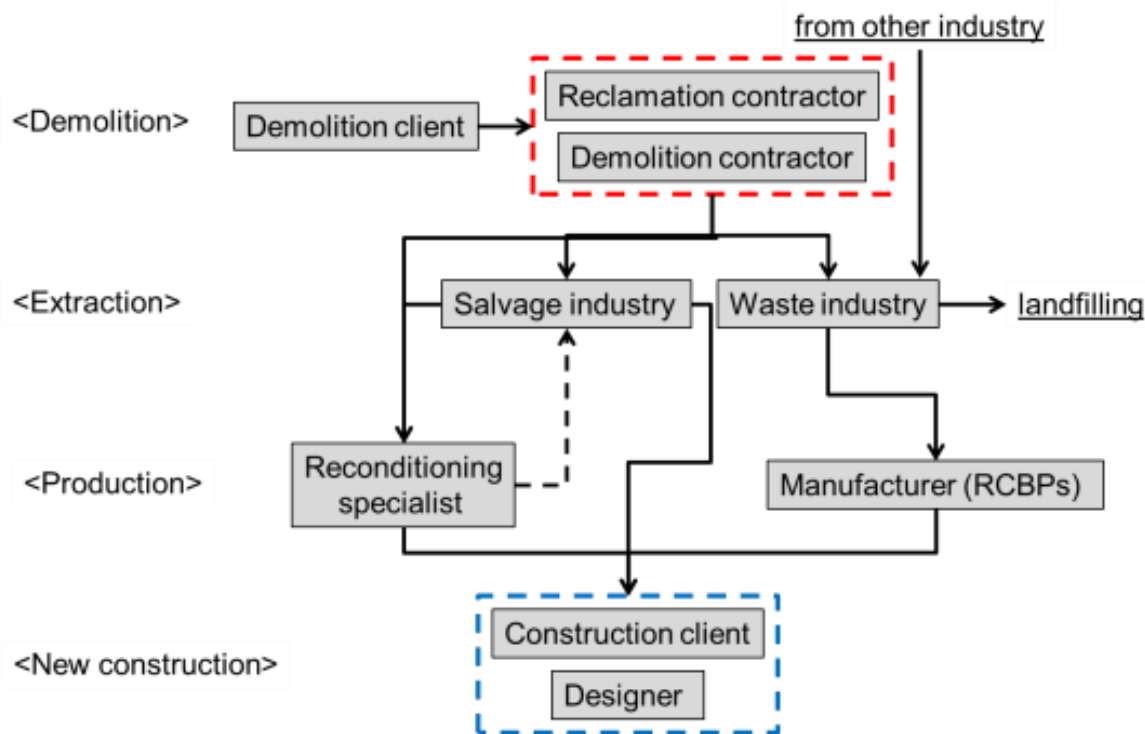 from other industry
<Demolition>
Demolition client
Reclamation contractor
Demolition contractor
<Extraction>
Salvage industry
Waste industry
landfilling
<Production>
Reconditioning
specialist
Manufacturer (RCBPs)
<New construction>
Construction client
Designer